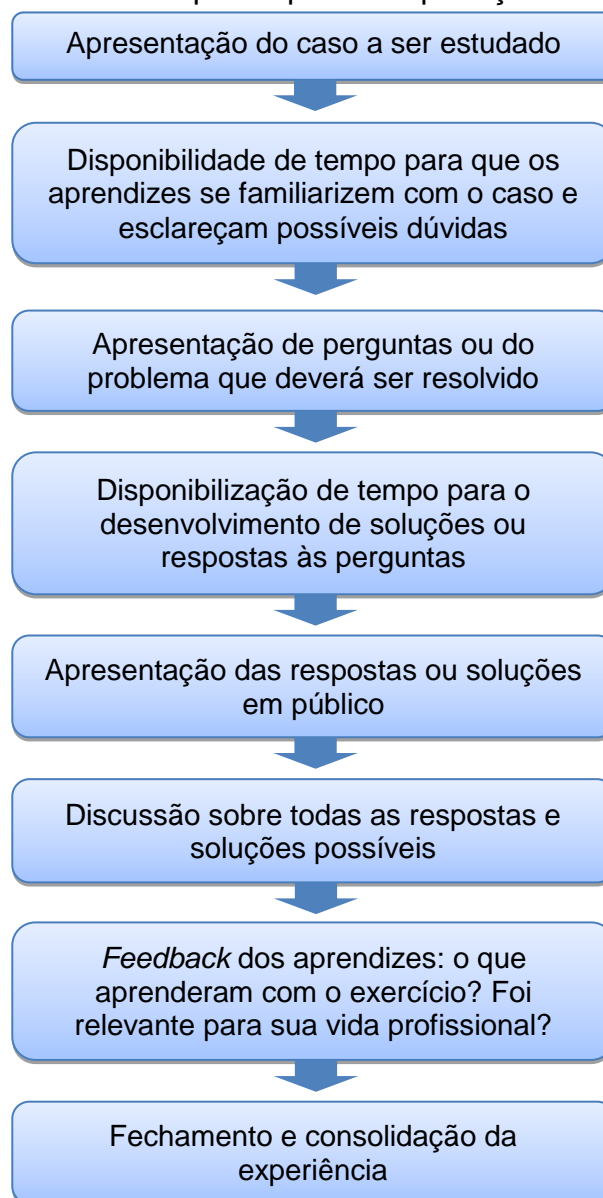 Apresentação do caso a ser estudado
Disponibilidade de tempo para que os
aprendizes se familiarizem com o caso e
esclareçam possíveis dúvidas
Apresentação de perguntas ou do
problema que deverá ser resolvido
Disponibilização de tempo para o
desenvolvimento de soluções ou
respostas às perguntas
Apresentação das respostas ou soluções
em público
Discussão sobre todas as respostas e
soluções possíveis
Feedback dos aprendizes: o que
aprenderam com o exercício? Foi
relevante para sua vida profissional?
Fechamento e consolidação da
experiência